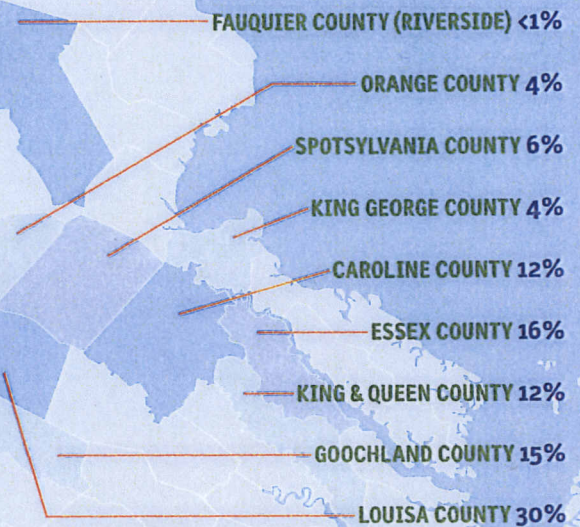 FAUQUIER COUNTY (RIVERSIDE) <1%
ORANGE COUNTY 4%
SPOTSYLVANIA COUNTY 6%
KING GEORGE COUNTY 4%
CAROLINE COUNTY 12%
ESSEX COUNTY 16%
KING & QUEEN COUNTY 12%
GOOCHLAND COUNTY 15%
LOUISA COUNTY 30%